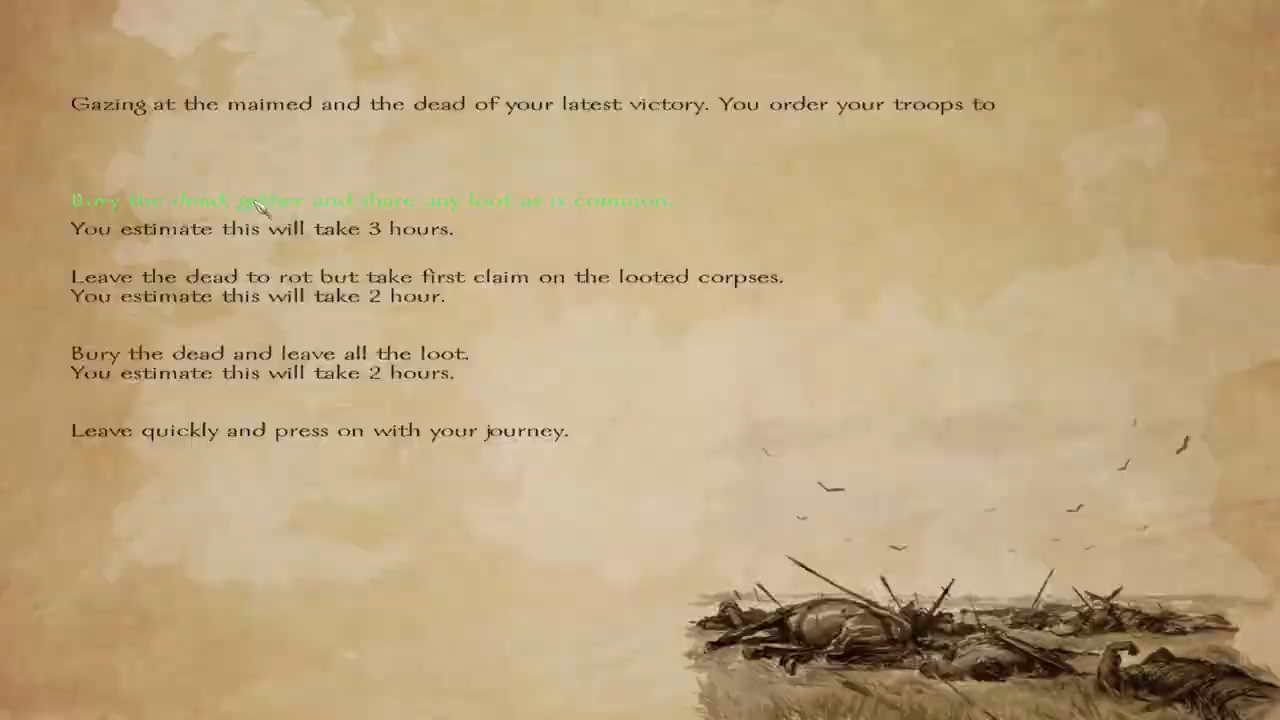 Gazing at the maimed and the dead of your latest victory. You order your troops to
Bury the dead, gather and share any loot as is common.
You estimate this will take 3 hours.
Leave the dead to rot but take first claim on the looted corpses.
You estimate this will take 2 hour.
Bury the dead and leave all the loot.
You estimate this will take 2 hours.
Leave quickly and press on with your journey.